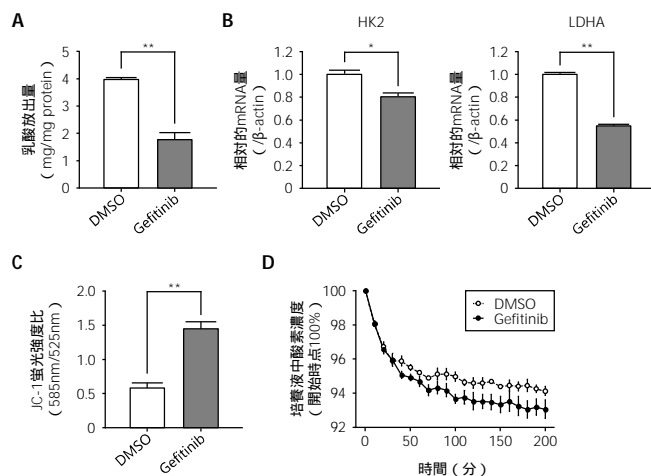 A
乳酸放出量
(mg/mg protein)
5
4
3
2
1
0
**
DMSO
Gefitinib
B
HK2
相対的mRNA量
(/β-actin)
1.2
1.0
0.8
0.6
0.4
0.2
0
*
DMSO
Gefitinib
LDHA
相対的mRNA量
(/β-actin)
1.2
1.0
0.8
0.6
0.4
0.2
0
**
DMSO
Gefitinib
C
JC-1蛍光強度比
(585nm/525nm)
2.0
1.5
1.0
0.5
0
**
DMSO
Gefitinib
D
培養液中酸素濃度
(開始時点100%)
100
98
96
94
92
DMSO
Gefitinib
0 50 100 150 200
時間(分)